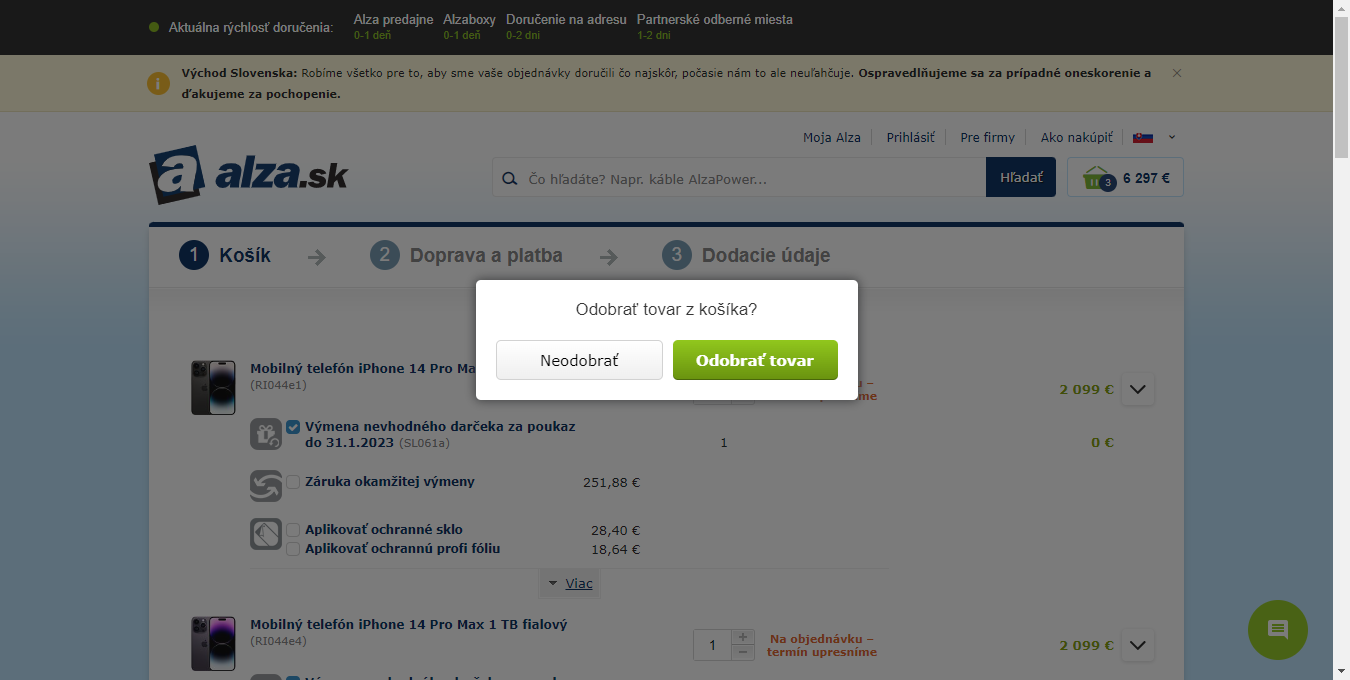 Aktuálna rýchlosť doručenia:
Alza predajne
0-1 deň
Alzaboxy
0-1 deň
Doručenie na adresu
0-2 dni
Partnerské odberné miesta
1-2 dni
Východ Slovenska: Robíme všetko pre to, aby sme vaše objednávky doručili čo najskôr, počasie nám to ale neuľahčuje. Ospravedlňujeme sa za prípadné oneskorenie a
ďakujeme za pochopenie.
Moja Alza
Prihlásiť
Pre firmy
Ako nakúpiť
alza.sk
Čo hľadáte? Napr. káble AlzaPower...
Hľadať
3
6 297 €
1 Košík
2 Doprava a platba
3 Dodacie údaje
Odobrať tovar z košíka?
Neodobrať
Odobrať tovar
Mobilný telefón iPhone 14 Pro Ma
(RI044e1)
2 099 €
Výmena nevhodného darčeka za poukaz
do 31.1.2023 (SL061a)
1
0 €
Záruka okamžitej výmeny
251,88 €
Aplikovať ochranné sklo
28,40 €
Aplikovať ochrannú profi fóliu
18,64 €
Viac
Mobilný telefón iPhone 14 Pro Max 1 TB fialový
(RI044e4)
1
+
−
Na objednávku –
termín upresníme
2 099 €